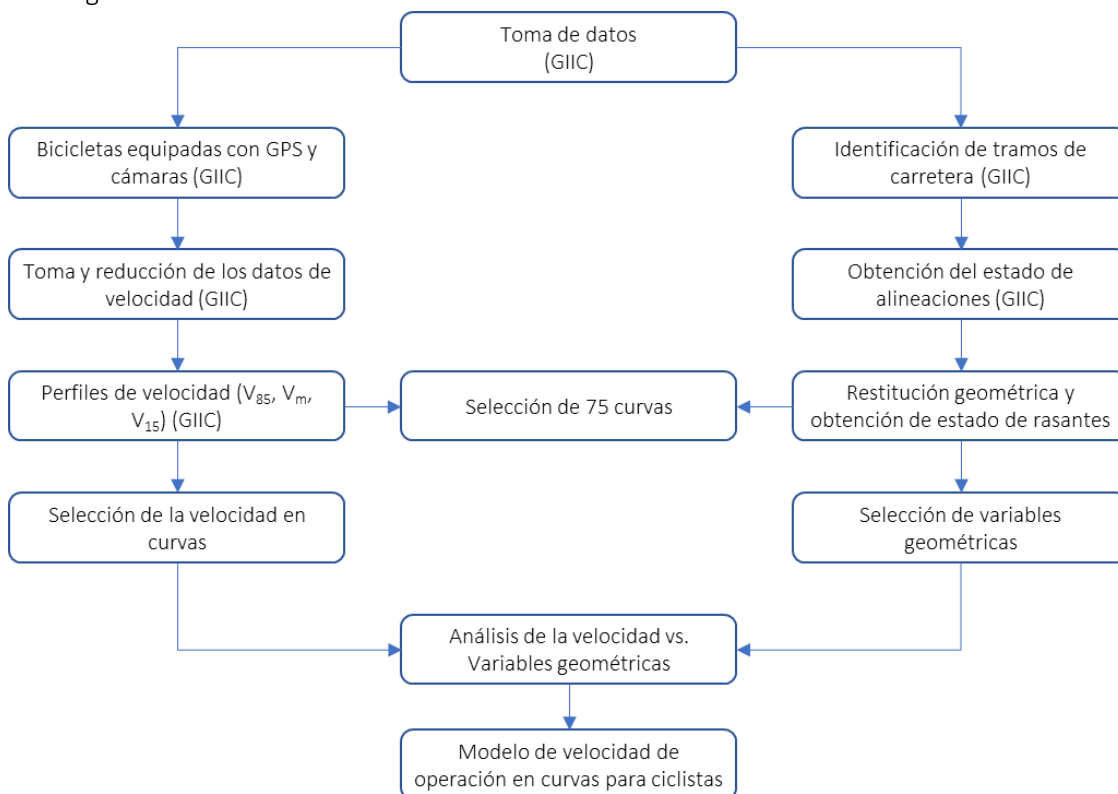 Toma de datos
(GIIC)
Bicicletas equipadas con GPS y
cámaras (GIIC)
Identificación de tramos de
carretera (GIIC)
Toma y reducción de los datos de
velocidad (GIIC)
Obtención del estado de
alineaciones (GIIC)
Perfiles de velocidad (V85, Vm,
V15) (GIIC)
Selección de 75 curvas
Restitución geométrica y
obtención de estado de rasantes
Selección de la velocidad en
curvas
Selección de variables
geométricas
Análisis de la velocidad vs.
Variables geométricas
Modelo de velocidad de
operación en curvas para ciclistas